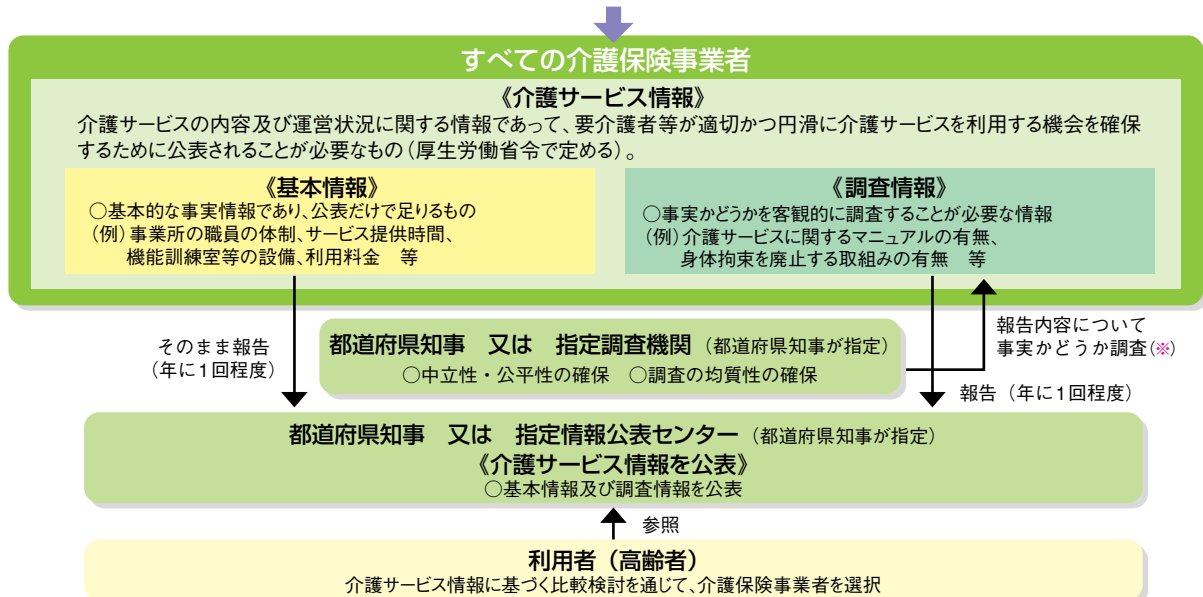 すべての介護保険事業者
《介護サービス情報》
介護サービスの内容及び運営状況に関する情報であって、要介護者等が適切かつ円滑に介護サービスを利用する機会を確保
するために公表されることが必要なもの(厚生労働省令で定める)。
《基本情報》
○基本的な事実情報であり、公表だけで足りるもの
(例)事業所の職員の体制、サービス提供時間、
機能訓練室等の設備、利用料金 等
《調査情報》
○事実かどうかを客観的に調査することが必要な情報
(例)介護サービスに関するマニュアルの有無、
身体拘束を廃止する取組みの有無 等
そのまま報告
(年に1回程度)
都道府県知事 又は 指定調査機関(都道府県知事が指定)
○中立性・公平性の確保 ○調査の均質性の確保
報告内容について
事実かどうか調査(※)
報告(年に1回程度)
都道府県知事 又は 指定情報公表センター(都道府県知事が指定)
《介護サービス情報を公表》
○基本情報及び調査情報を公表
参照
利用者(高齢者)
介護サービス情報に基づく比較検討を通じて、介護保険事業者を選択